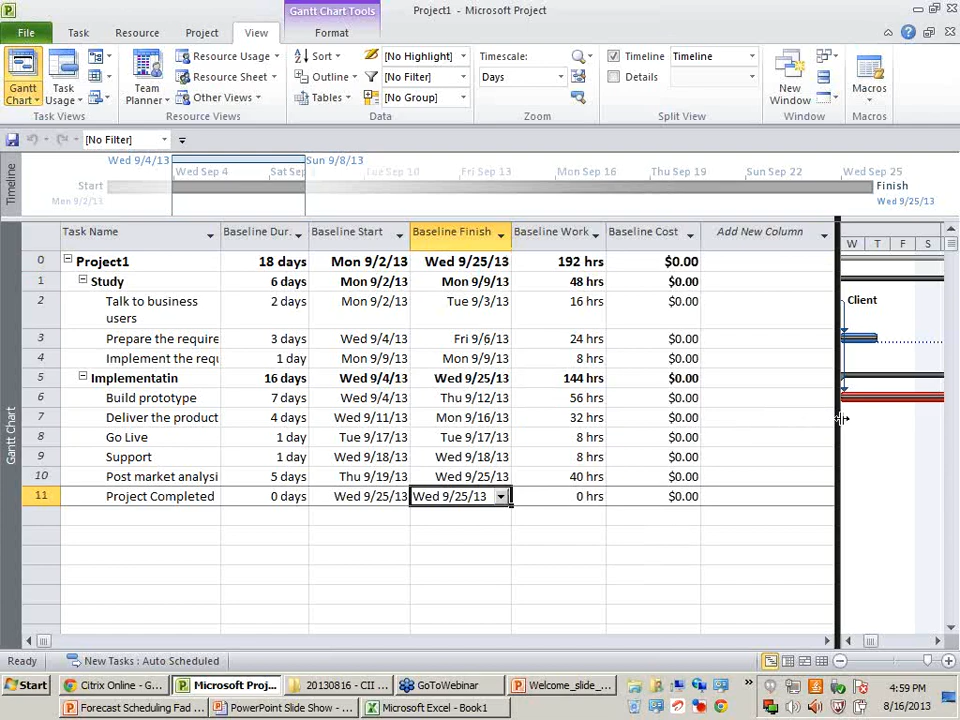 Gantt Chart Tools
Project1 - Microsoft Project
File Task Resource Project View Format
Gantt Chart
Task Usage
Task Views
Team Planner
Resource Usage
Resource Sheet
Other Views
Resource Views
Sort
Outline
Tables
[No Highlight]
[No Filter]
[No Group]
Data
Timescale:
Days
Zoom
Timeline Timeline
Details
Split View
New Window
Window
Macros
Macros
[No Filter]
Timeline
Wed 9/4/13 Sun 9/8/13
Wed Sep 4 Sat Sep Tue Sep 10 Fri Sep 13 Mon Sep 16 Thu Sep 19 Sun Sep 22 Wed Sep 25
Start Finish
Mon 9/2/13 Wed 9/25/13
Gantt Chart
Task Name Baseline Dur. Baseline Start Baseline Finish Baseline Work Baseline Cost Add New Column W T F S
0 Project1 18 days Mon 9/2/13 Wed 9/25/13 192 hrs $0.00
1 Study 6 days Mon 9/2/13 Mon 9/9/13 48 hrs $0.00
2 Talk to business users 2 days Mon 9/2/13 Tue 9/3/13 16 hrs $0.00 Client
3 Prepare the require 3 days Wed 9/4/13 Fri 9/6/13 24 hrs $0.00
4 Implement the requ 1 day Mon 9/9/13 Mon 9/9/13 8 hrs $0.00
5 Implementatin 16 days Wed 9/4/13 Wed 9/25/13 144 hrs $0.00
6 Build prototype 7 days Wed 9/4/13 Thu 9/12/13 56 hrs $0.00
7 Deliver the product 4 days Wed 9/11/13 Mon 9/16/13 32 hrs $0.00
8 Go Live 1 day Tue 9/17/13 Tue 9/17/13 8 hrs $0.00
9 Support 1 day Wed 9/18/13 Wed 9/18/13 8 hrs $0.00
10 Post market analysi 5 days Thu 9/19/13 Wed 9/25/13 40 hrs $0.00
11 Project Completed 0 days Wed 9/25/13 Wed 9/25/13 0 hrs $0.00
Ready New Tasks : Auto Scheduled
Start Citrix Online - G... Microsoft Proj... 20130816 - CII ... GoToWebinar Welcome_slide_... 4:59 PM
Forecast Scheduling Fad ... PowerPoint Slide Show - ... Microsoft Excel - Book1 8/16/2013